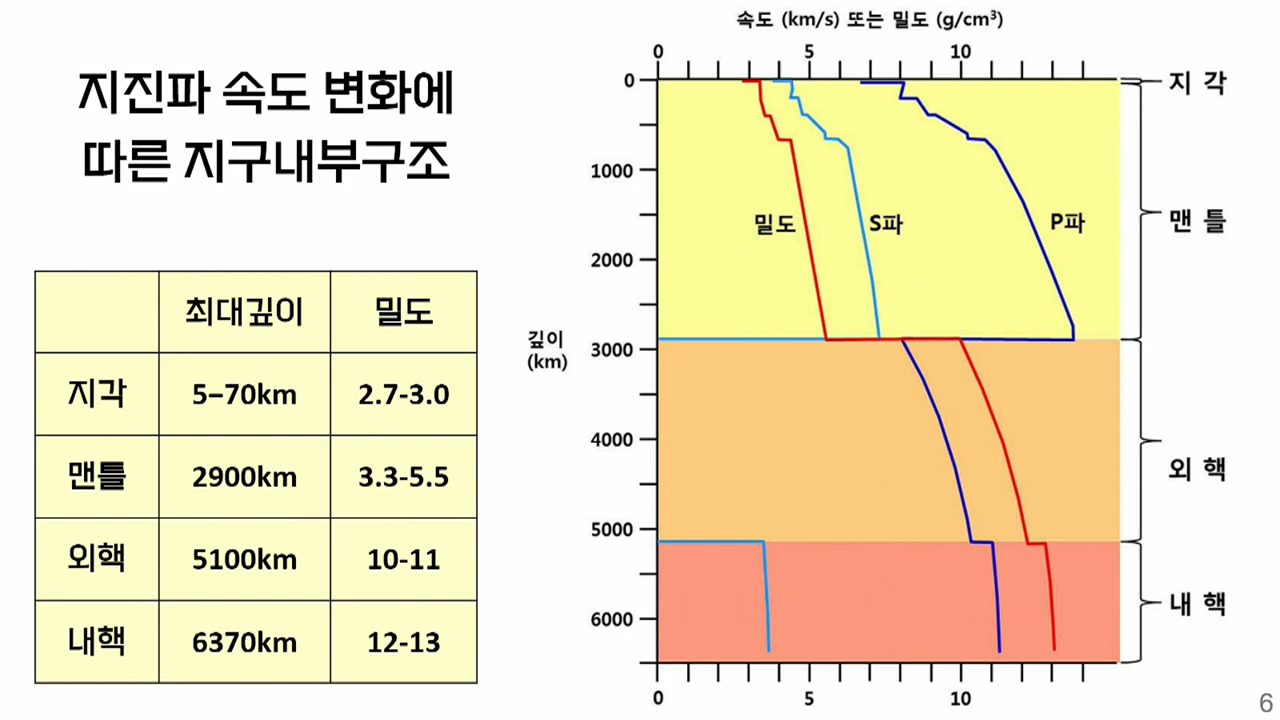 지진파 속도 변화에
따른 지구내부구조
최대깊이 밀도
지각 5–70km 2.7-3.0
맨틀 2900km 3.3-5.5
외핵 5100km 10-11
내핵 6370km 12-13
속도 (km/s) 또는 밀도 (g/cm³)
0 5 10
0
1000
2000
3000
4000
5000
6000
깊이
(km)
밀도 S파 P파
지 각
맨 틀
외 핵
내 핵
0 5 10
6